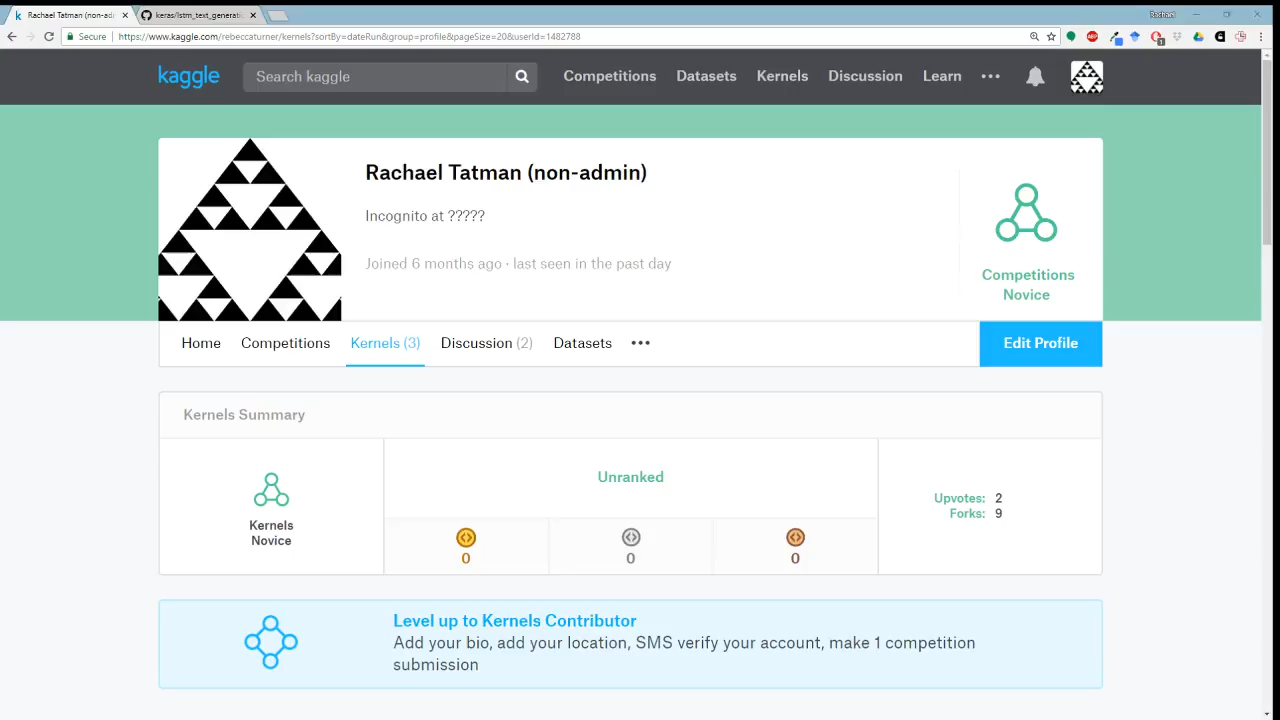 Rachael Tatman (non-ad
keras/lstm_text_generati
Rachael
Secure
https://www.kaggle.com/rebeccaturner/kernels?sortBy=dateRun&group=profile&pageSize=20&userId=1482788
kaggle
Search kaggle
Competitions
Datasets
Kernels
Discussion
Learn
•••
Rachael Tatman (non-admin)
Incognito at ?????
Joined 6 months ago · last seen in the past day
Competitions
Novice
Home
Competitions
Kernels (3)
Discussion (2)
Datasets
•••
Edit Profile
Kernels Summary
Kernels
Novice
Unranked
0
0
0
Upvotes: 2
Forks: 9
Level up to Kernels Contributor
Add your bio, add your location, SMS verify your account, make 1 competition
submission